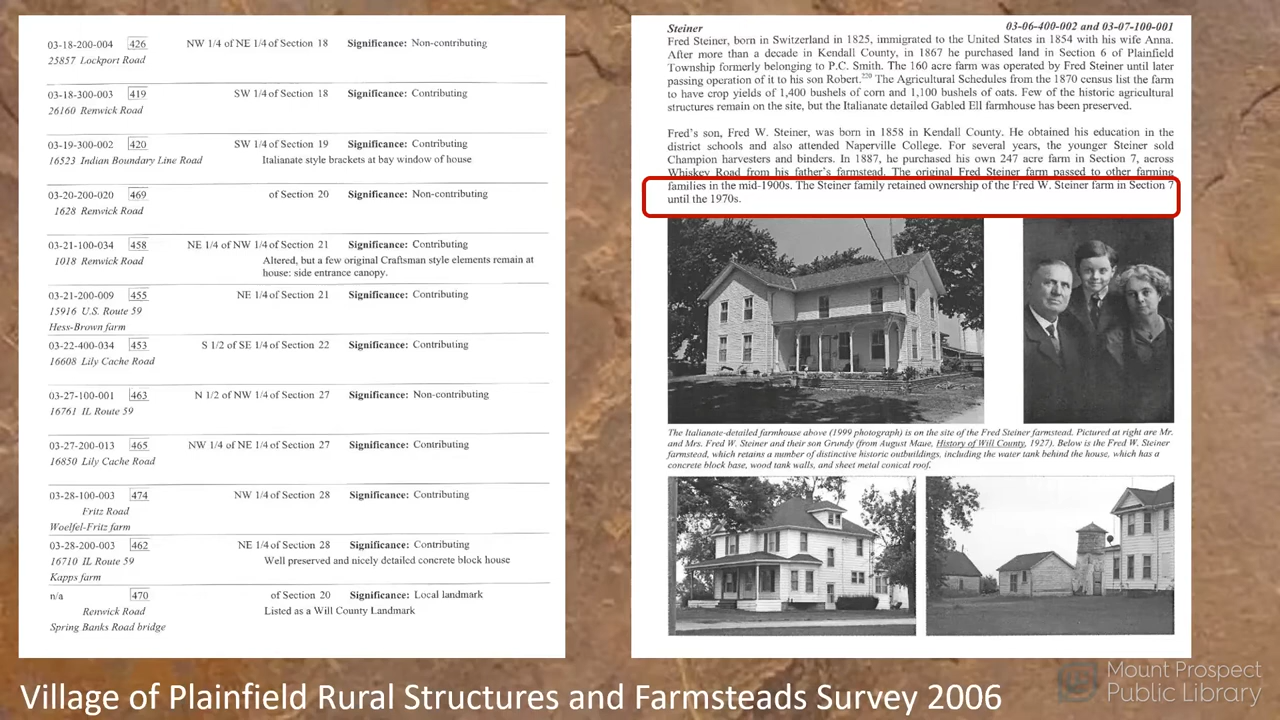 03-18-200-004 426 NW 1/4 of NE 1/4 of Section 18 Significance: Non-contributing
25857 Lockport Road
03-18-300-003 419 SW 1/4 of Section 18 Significance: Contributing
26160 Renwick Road
03-19-300-002 420 SW 1/4 of Section 19 Significance: Contributing
16523 Indian Boundary Line Road Italianate style brackets at bay window of house
03-20-200-020 469 of Section 20 Significance: Non-contributing
1628 Renwick Road
03-21-100-034 458 NE 1/4 of NW 1/4 of Section 21 Significance: Contributing
1018 Renwick Road Altered, but a few original Craftsman style elements remain at
house: side entrance canopy.
03-21-200-009 455 NE 1/4 of Section 21 Significance: Contributing
15916 U.S. Route 59
Hess-Brown farm
03-22-400-034 453 S 1/2 of SE 1/4 of Section 22 Significance: Contributing
16608 Lily Cache Road
03-27-100-001 463 N 1/2 of NW 1/4 of Section 27 Significance: Non-contributing
16761 IL Route 59
03-27-200-013 465 NW 1/4 of NW 1/4 of Section 27 Significance: Contributing
16850 Lily Cache Road
03-28-100-003 474 NW 1/4 of Section 28 Significance: Contributing
Fritz Road
Woelfel-Fritz farm
03-28-200-003 462 NE 1/4 of Section 28 Significance: Contributing
16710 IL Route 59 Well preserved and nicely detailed concrete block house
Kapps farm
n/a 470 of Section 20 Significance: Local landmark
Renwick Road Listed as a Will County Landmark
Spring Banks Road bridge
Steiner 03-06-400-002 and 03-07-100-001
Fred Steiner, born in Switzerland in 1825, immigrated to the United States in 1854 with his wife Anna.
After more than a decade in Kendall County, in 1867 he purchased land in Section 6 of Plainfield
Township formerly belonging to P.C. Smith. The 160 acre farm was operated by Fred Steiner until later
passing operation of it to his son Robert.220 The Agricultural Schedules from the 1870 census list the farm
to have crop yields of 1,400 bushels of corn and 1,100 bushels of oats. Few of the historic agricultural
structures remain on the site, but the Italianate detailed Gabled Ell farmhouse has been preserved.
Fred's son, Fred W. Steiner, was born in 1858 in Kendall County. He obtained his education in the
district schools and also attended Naperville College. For several years, the younger Steiner sold
Champion harvesters and binders. In 1887, he purchased his own 247 acre farm in Section 7, across
Whiskey Road from his father's farmstead. The original Fred Steiner farm passed to other farming
families in the mid-1900s. The Steiner family retained ownership of the Fred W. Steiner farm in Section 7
until the 1970s.
The Italianate-detailed farmhouse above (1999 photograph) is on the site of the Fred Steiner farmstead. Pictured at right are Mr.
and Mrs. Fred W. Steiner and their son Grundy (from August Maue, History of Will County, 1927). Below is the Fred W. Steiner
farmstead, which retains a number of distinctive historic outbuildings, including the water tank behind the house, which has a
concrete block base, wood tank walls, and sheet metal conical roof.
Village of Plainfield Rural Structures and Farmsteads Survey 2006
Mount Prospect
Public Library